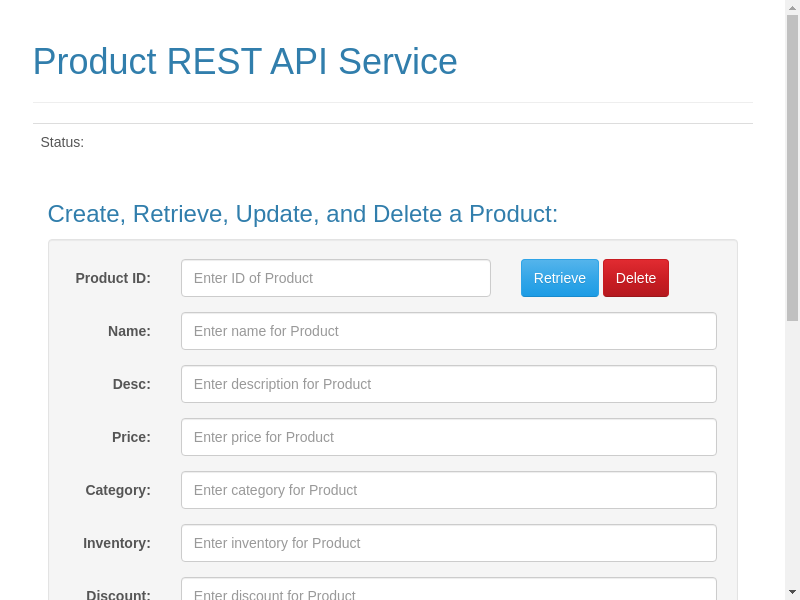 Product REST API Service
Status:
Create, Retrieve, Update, and Delete a Product:
Product ID: Enter ID of Product Retrieve Delete
Name: Enter name for Product
Desc: Enter description for Product
Price: Enter price for Product
Category: Enter category for Product
Inventory: Enter inventory for Product
Discount: Enter discount for Product